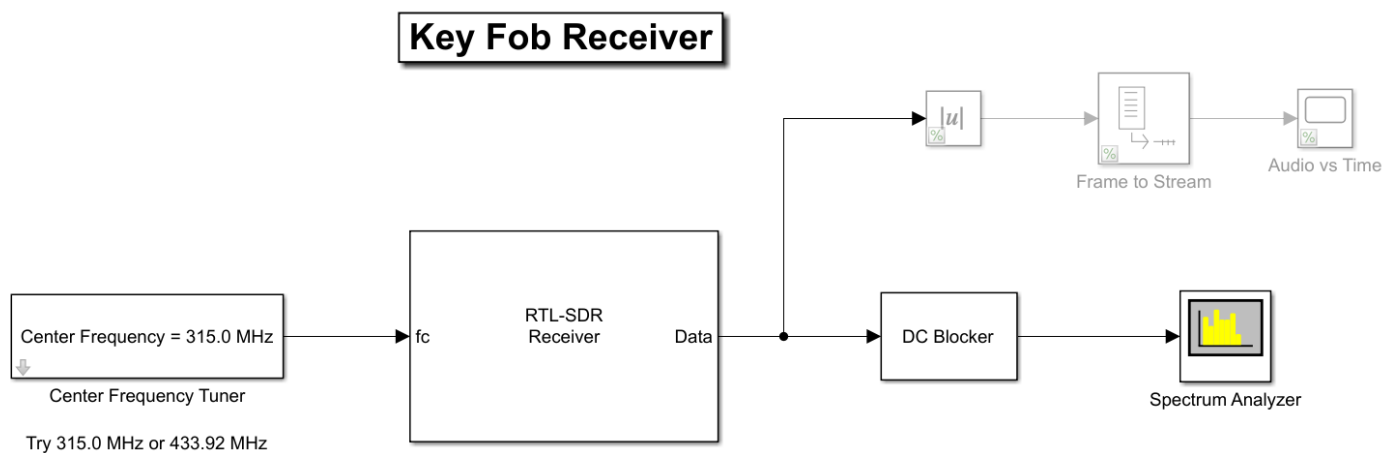 Key Fob Receiver
|u|
%
%
Frame to Stream
%
Audio vs Time
Center Frequency = 315.0 MHz
Center Frequency Tuner
Try 315.0 MHz or 433.92 MHz
fc
RTL-SDR
Receiver
Data
DC Blocker
Spectrum Analyzer